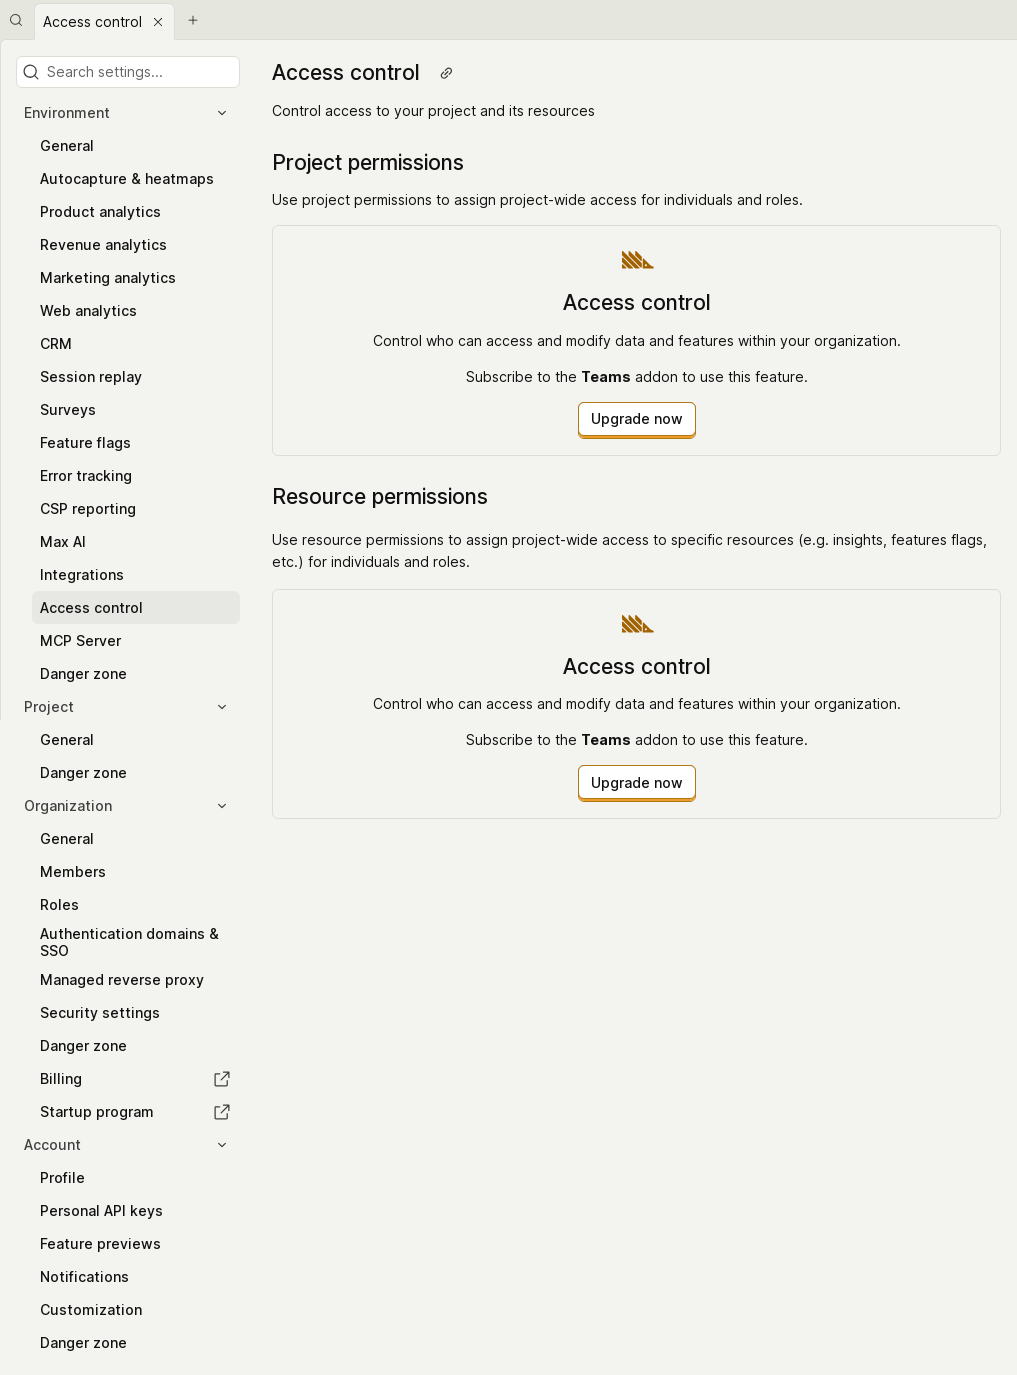 Access control
Search settings...
Environment
General
Autocapture & heatmaps
Product analytics
Revenue analytics
Marketing analytics
Web analytics
CRM
Session replay
Surveys
Feature flags
Error tracking
CSP reporting
Max AI
Integrations
Access control
MCP Server
Danger zone
Project
General
Danger zone
Organization
General
Members
Roles
Authentication domains &
SSO
Managed reverse proxy
Security settings
Danger zone
Billing
Startup program
Account
Profile
Personal API keys
Feature previews
Notifications
Customization
Danger zone
Access control
Control access to your project and its resources
Project permissions
Use project permissions to assign project-wide access for individuals and roles.
Access control
Control who can access and modify data and features within your organization.
Subscribe to the Teams addon to use this feature.
Upgrade now
Resource permissions
Use resource permissions to assign project-wide access to specific resources (e.g. insights, features flags,
etc.) for individuals and roles.
Access control
Control who can access and modify data and features within your organization.
Subscribe to the Teams addon to use this feature.
Upgrade now